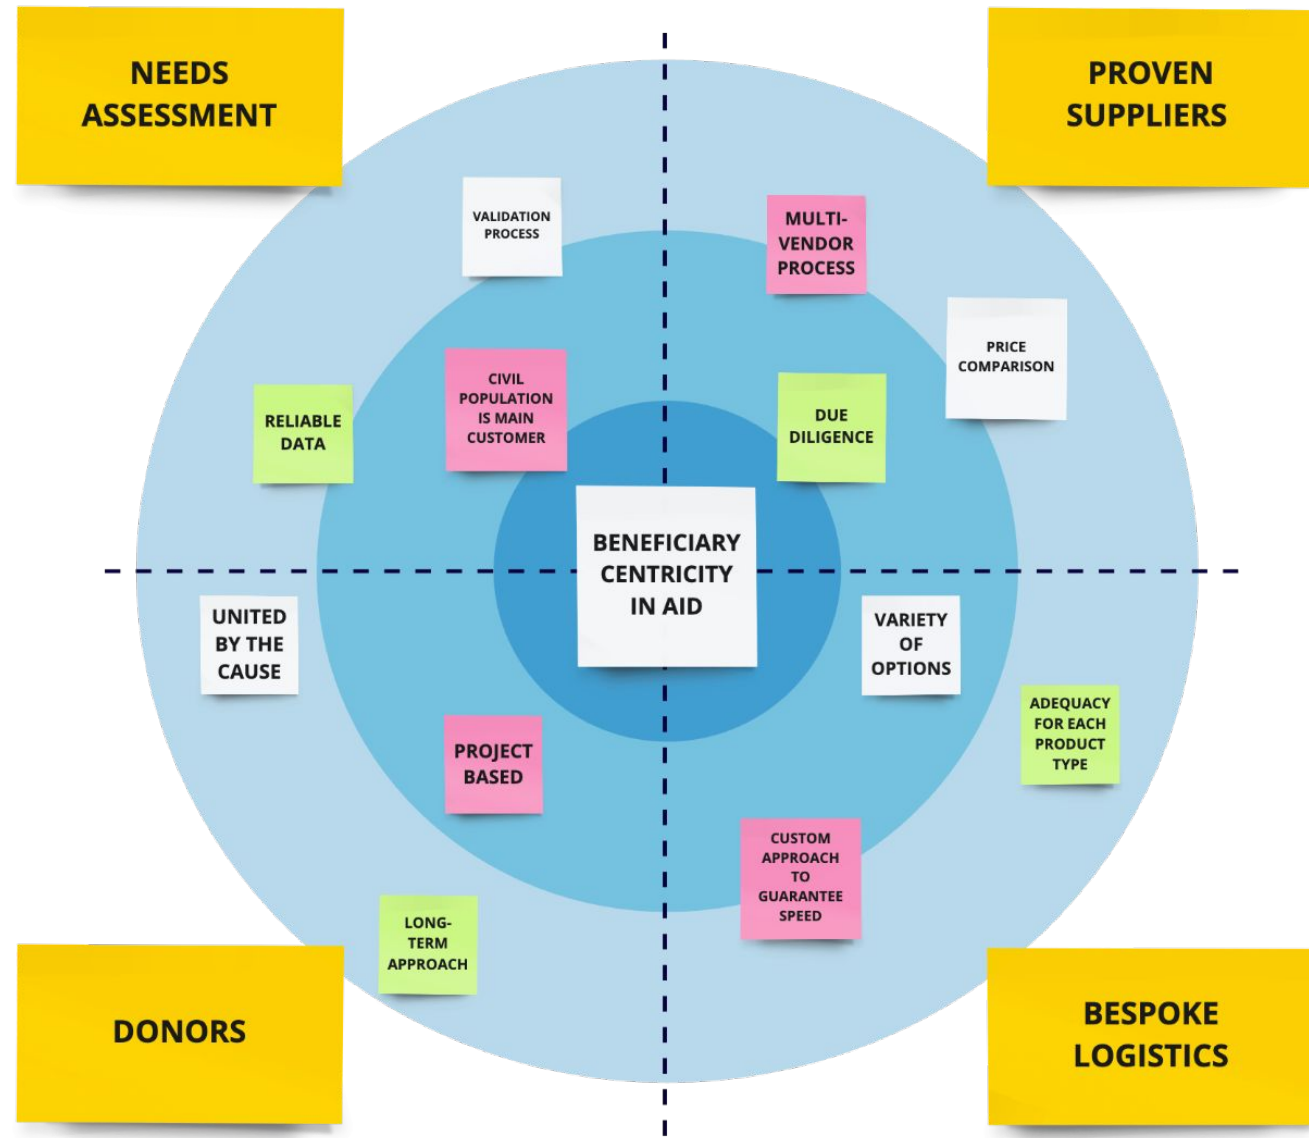 NEEDS
ASSESSMENT
PROVEN
SUPPLIERS
VALIDATION
PROCESS
MULTI-
VENDOR
PROCESS
PRICE
COMPARISON
CIVIL
POPULATION
IS MAIN
CUSTOMER
RELIABLE
DATA
DUE
DILIGENCE
BENEFICIARY
CENTRICITY
IN AID
UNITED
BY THE
CAUSE
VARIETY
OF
OPTIONS
ADEQUACY
FOR EACH
PRODUCT
TYPE
PROJECT
BASED
CUSTOM
APPROACH
TO
GUARANTEE
SPEED
LONG-
TERM
APPROACH
DONORS
BESPOKE
LOGISTICS